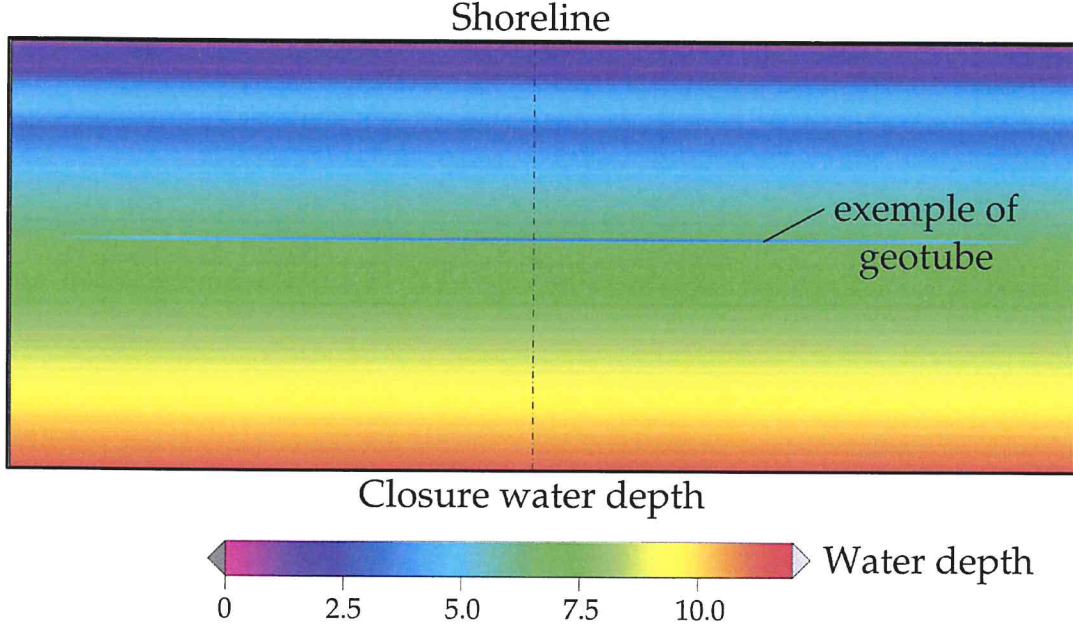 Shoreline
exemple of
geotube
Closure water depth
Water depth
0 2.5 5.0 7.5 10.0